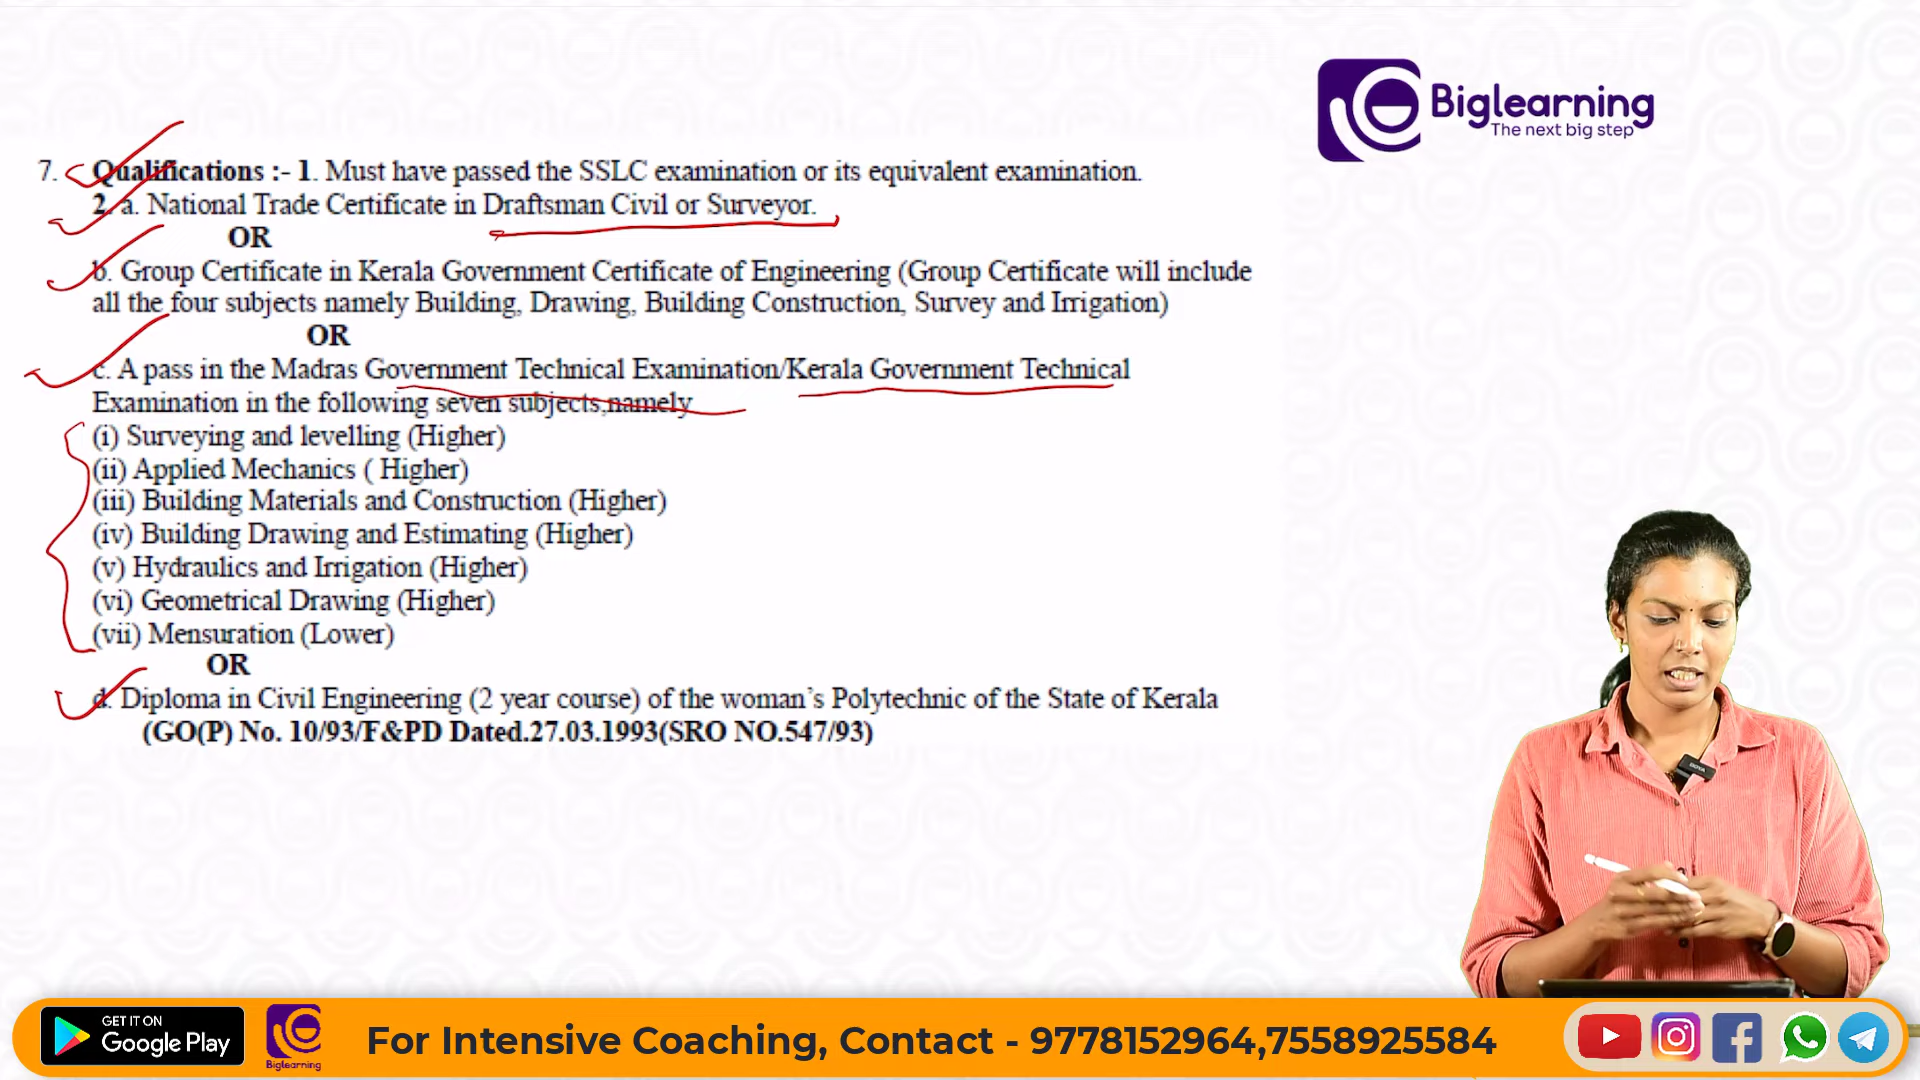 Biglearning
The next big step
7. Qualifications :- 1. Must have passed the SSLC examination or its equivalent examination.
2. a. National Trade Certificate in Draftsman Civil or Surveyor.
OR
b. Group Certificate in Kerala Government Certificate of Engineering (Group Certificate will include
all the four subjects namely Building, Drawing, Building Construction, Survey and Irrigation)
OR
c. A pass in the Madras Government Technical Examination/Kerala Government Technical
Examination in the following seven subjects,namely
(i) Surveying and levelling (Higher)
(ii) Applied Mechanics ( Higher)
(iii) Building Materials and Construction (Higher)
(iv) Building Drawing and Estimating (Higher)
(v) Hydraulics and Irrigation (Higher)
(vi) Geometrical Drawing (Higher)
(vii) Mensuration (Lower)
OR
d. Diploma in Civil Engineering (2 year course) of the woman’s Polytechnic of the State of Kerala
(GO(P) No. 10/93/F&PD Dated.27.03.1993(SRO NO.547/93)
GET IT ON
Google Play
Biglearning
For Intensive Coaching, Contact - 9778152964,7558925584